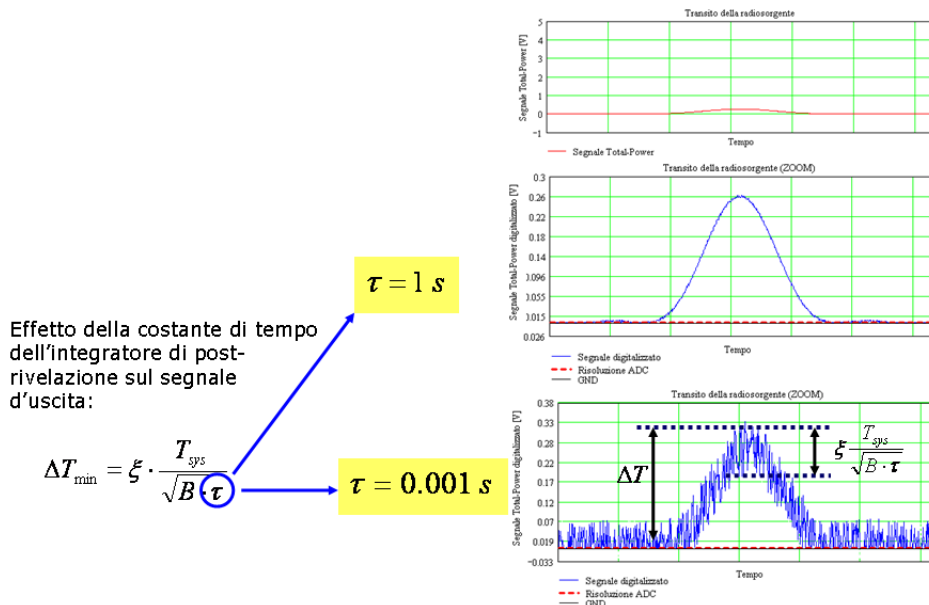 Effetto della costante di tempo
dell'integratore di post-
rivelazione sul segnale
d'uscita:
ΔT_min = ξ · T_sys / √(B · τ)
τ = 1 s
τ = 0.001 s
Transito della radiosorgente
Segnale Total-Power [V]
5
4
3
2
1
0
−1
Tempo
Segnale Total-Power
Transito della radiosorgente (ZOOM)
Segnale Total-Power digitalizzato [V]
0.3
0.26
0.22
0.18
0.14
3.096
3.055
3.015
0.026
Tempo
Segnale digitalizzato
Risoluzione ADC
GND
Transito della radiosorgente (ZOOM)
Segnale Total-Power digitalizzato [V]
0.38
0.33
0.28
0.22
0.17
0.12
0.07
0.019
−0.033
ΔT
ξ T_sys / √(B · τ)
Tempo
Segnale digitalizzato
Risoluzione ADC
GND